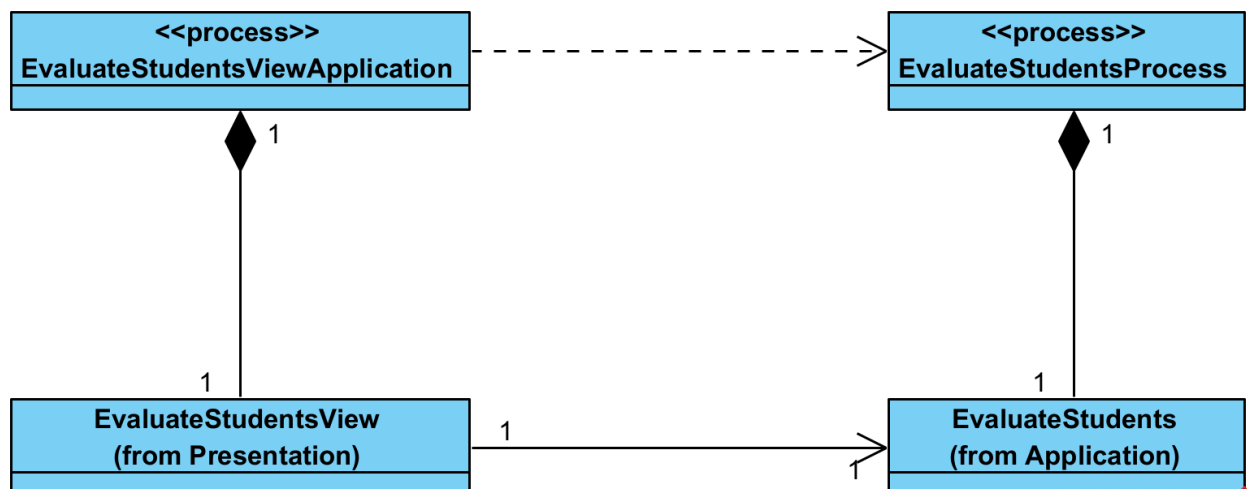 <<process>>
EvaluateStudentsViewApplication
<<process>>
EvaluateStudentsProcess
1
1
1
1
EvaluateStudentsView
(from Presentation)
1
1
EvaluateStudents
(from Application)